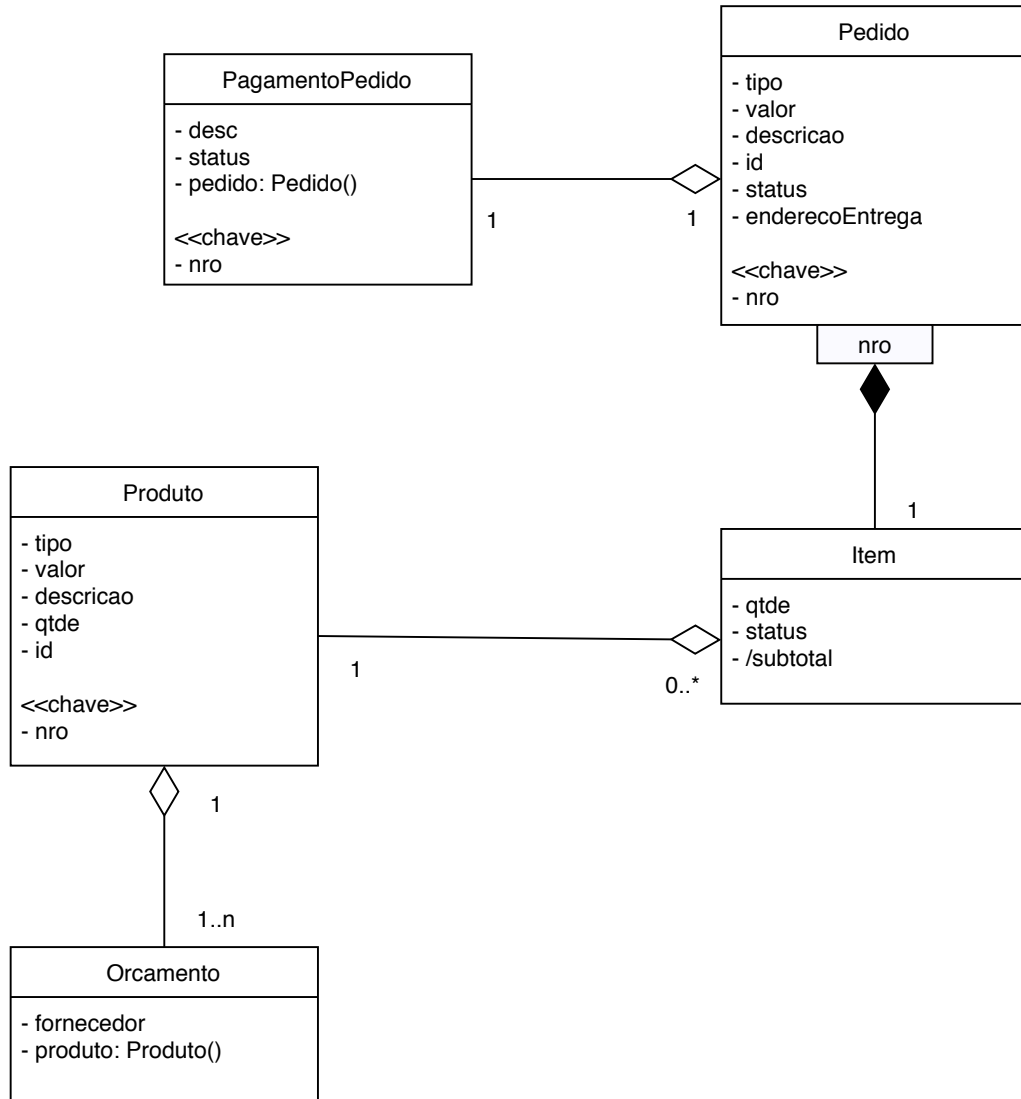 PagamentoPedido
- desc
- status
- pedido: Pedido()
<<chave>>
- nro
1
1
Pedido
- tipo
- valor
- descricao
- id
- status
- enderecoEntrega
<<chave>>
- nro
nro
1
Produto
- tipo
- valor
- descricao
- qtde
- id
<<chave>>
- nro
1
0..*
Item
- qtde
- status
- /subtotal
1
1..n
Orcamento
- fornecedor
- produto: Produto()